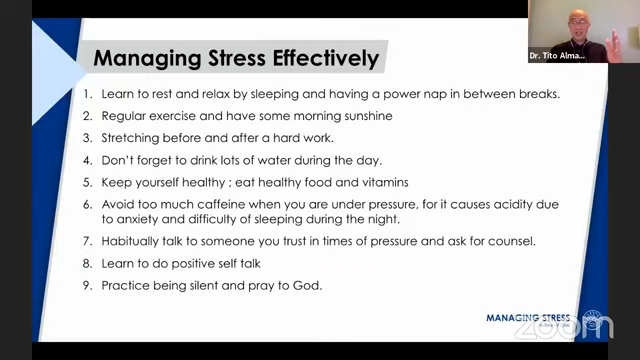 Managing Stress Effectively
Dr. Tito Alma...
1. Learn to rest and relax by sleeping and having a power nap in between breaks.
2. Regular exercise and have some morning sunshine
3. Stretching before and after a hard work.
4. Don't forget to drink lots of water during the day.
5. Keep yourself healthy ; eat healthy food and vitamins
6. Avoid too much caffeine when you are under pressure, for it causes acidity due
to anxiety and difficulty of sleeping during the night.
7. Habitually talk to someone you trust in times of pressure and ask for counsel.
8. Learn to do positive self talk
9. Practice being silent and pray to God.
MANAGING STRESS
zoom